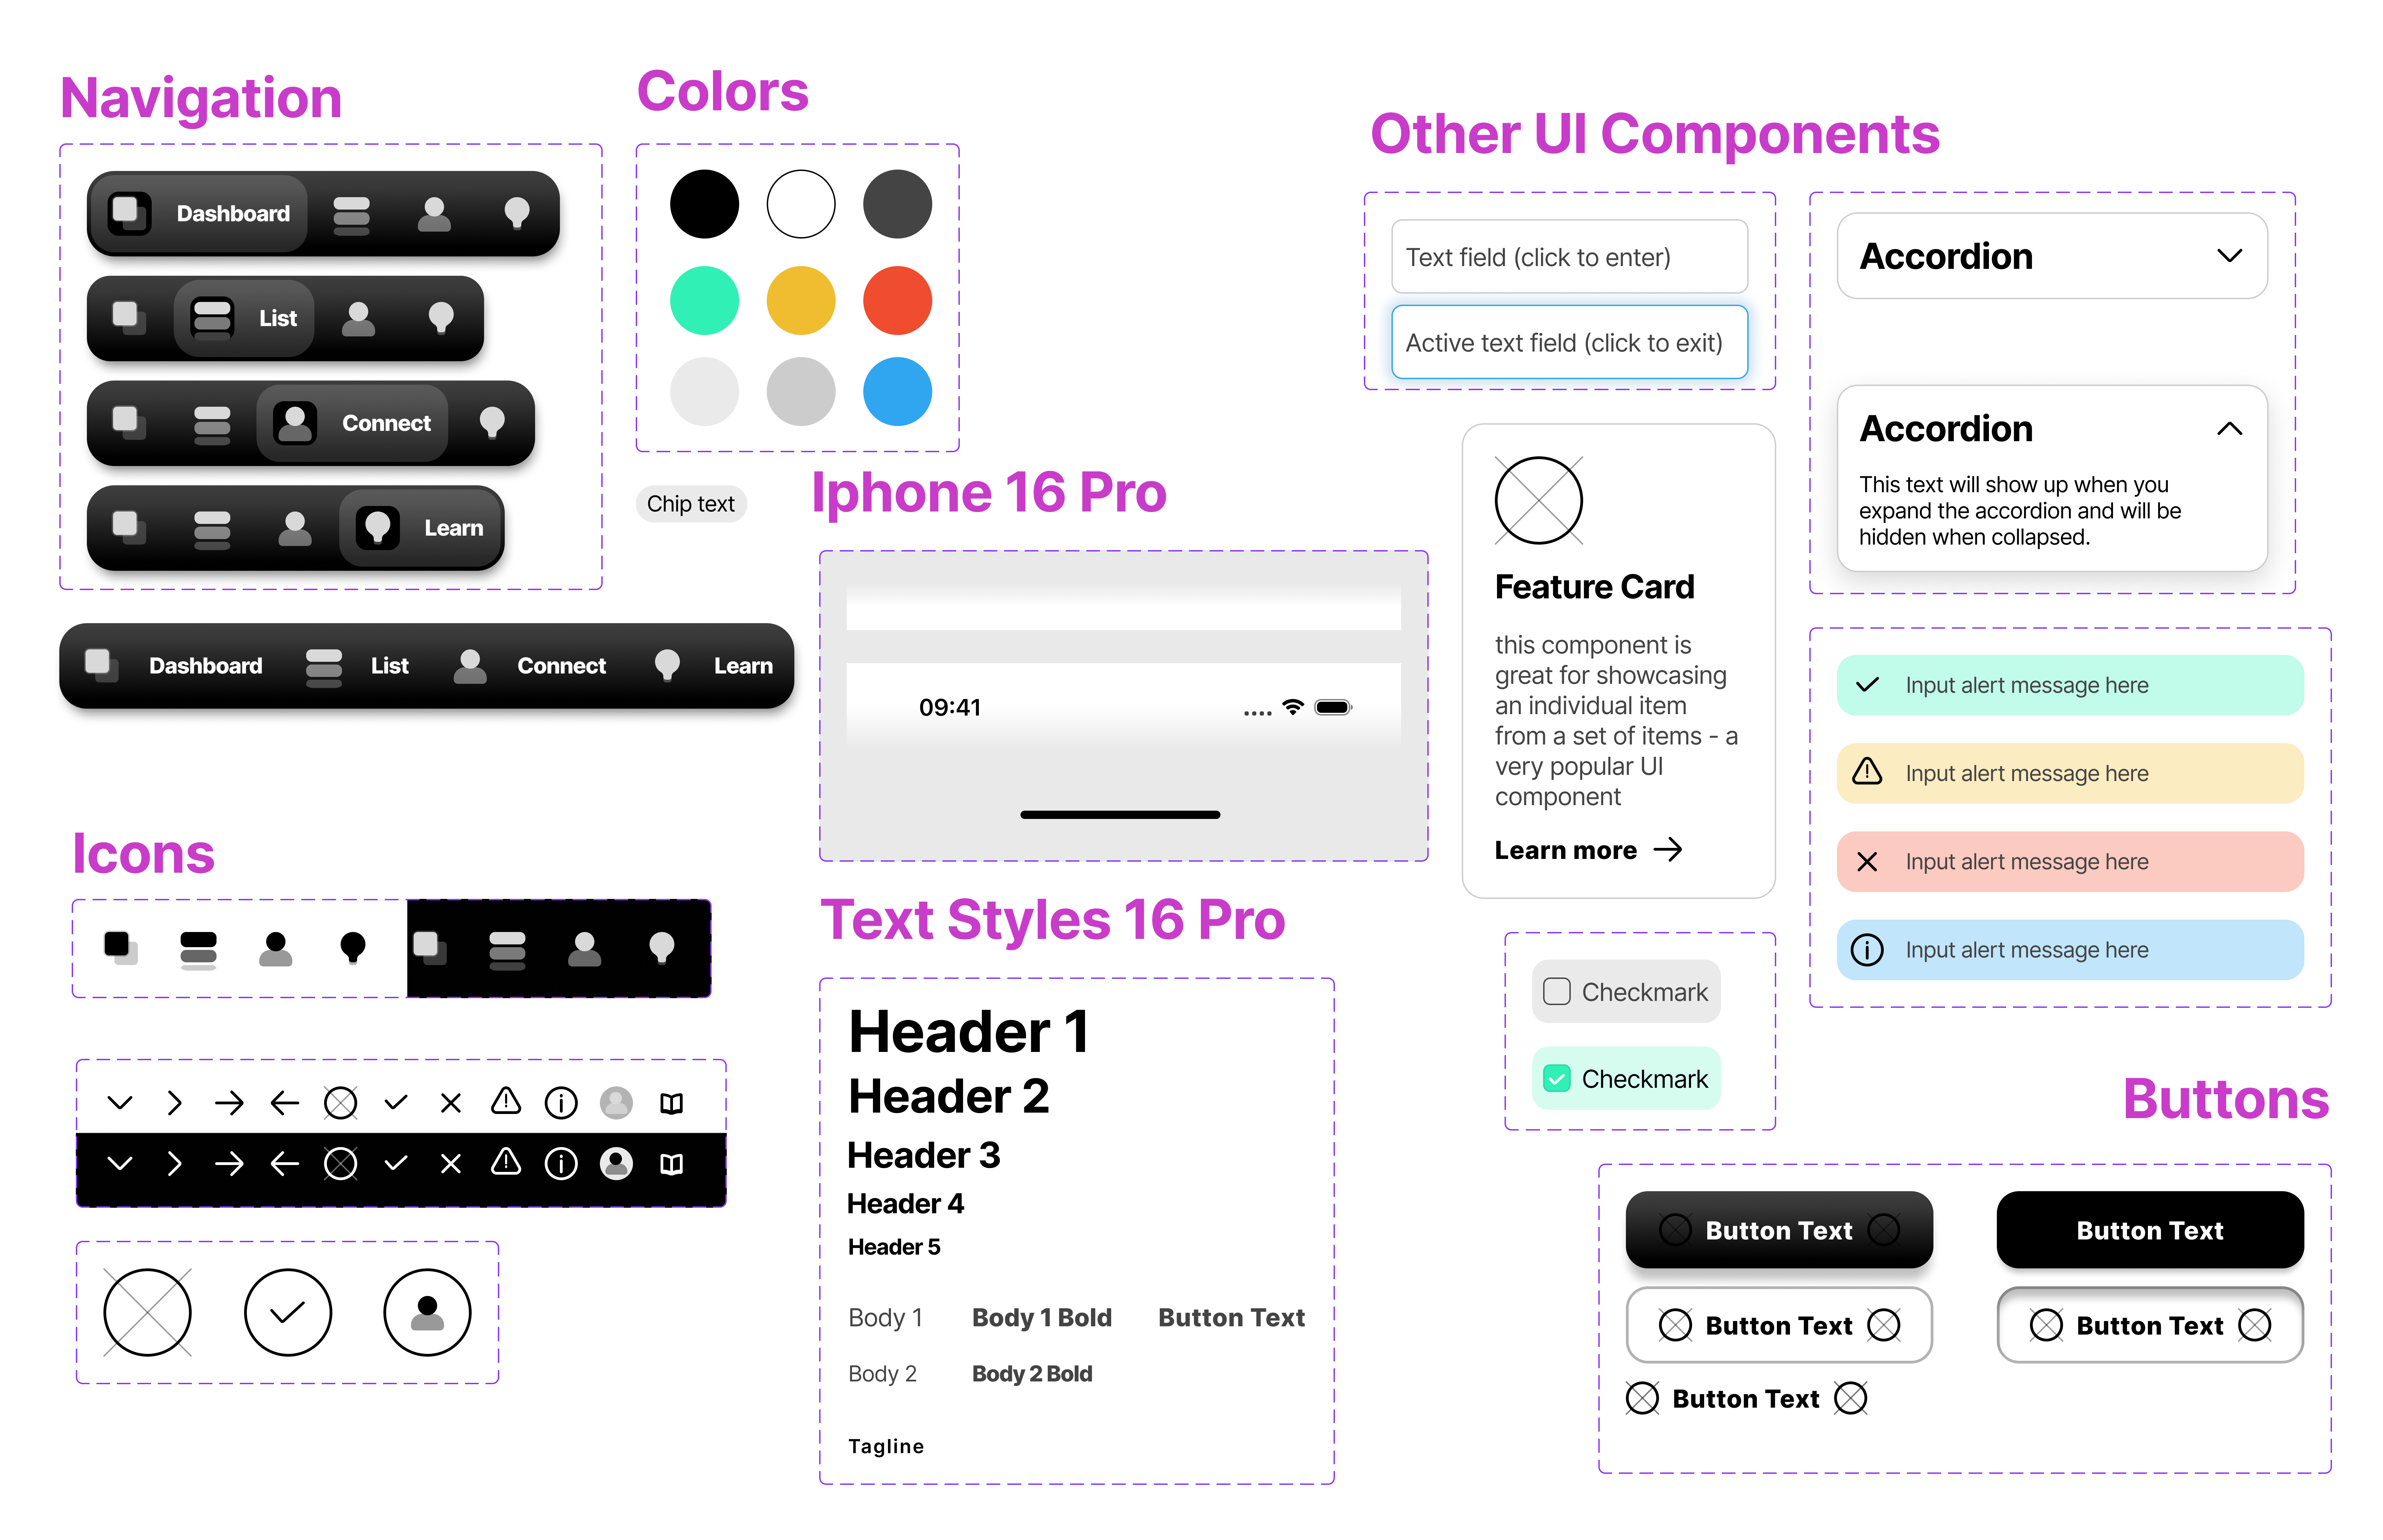 Navigation
Dashboard
List
Connect
Learn
Dashboard
List
Connect
Learn
Colors
Chip text
Iphone 16 Pro
09:41
Icons
Text Styles 16 Pro
Header 1
Header 2
Header 3
Header 4
Header 5
Body 1
Body 1 Bold
Button Text
Body 2
Body 2 Bold
Tagline
Other UI Components
Text field (click to enter)
Active text field (click to exit)
Accordion
Accordion
This text will show up when you
expand the accordion and will be
hidden when collapsed.
Feature Card
this component is
great for showcasing
an individual item
from a set of items - a
very popular UI
component
Learn more
Input alert message here
Input alert message here
Input alert message here
Input alert message here
Checkmark
Checkmark
Buttons
Button Text
Button Text
Button Text
Button Text
Button Text